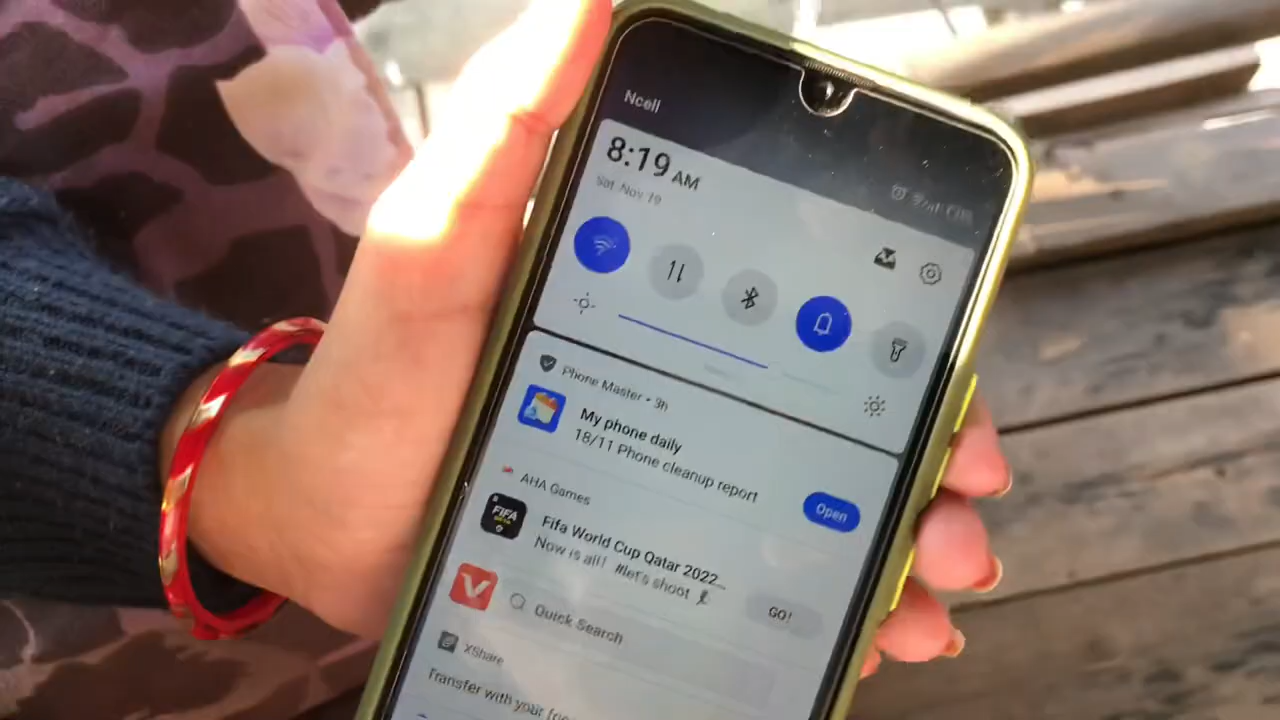 Ncell
8:19 AM
Sat, Nov 19
Phone Master • 3h
My phone daily
18/11 Phone cleanup report
Open
AHA Games
FIFA
Fifa World Cup Qatar 2022...
Now is all! #let's shoot
GO!
Quick Search
XShare
Transfer with your